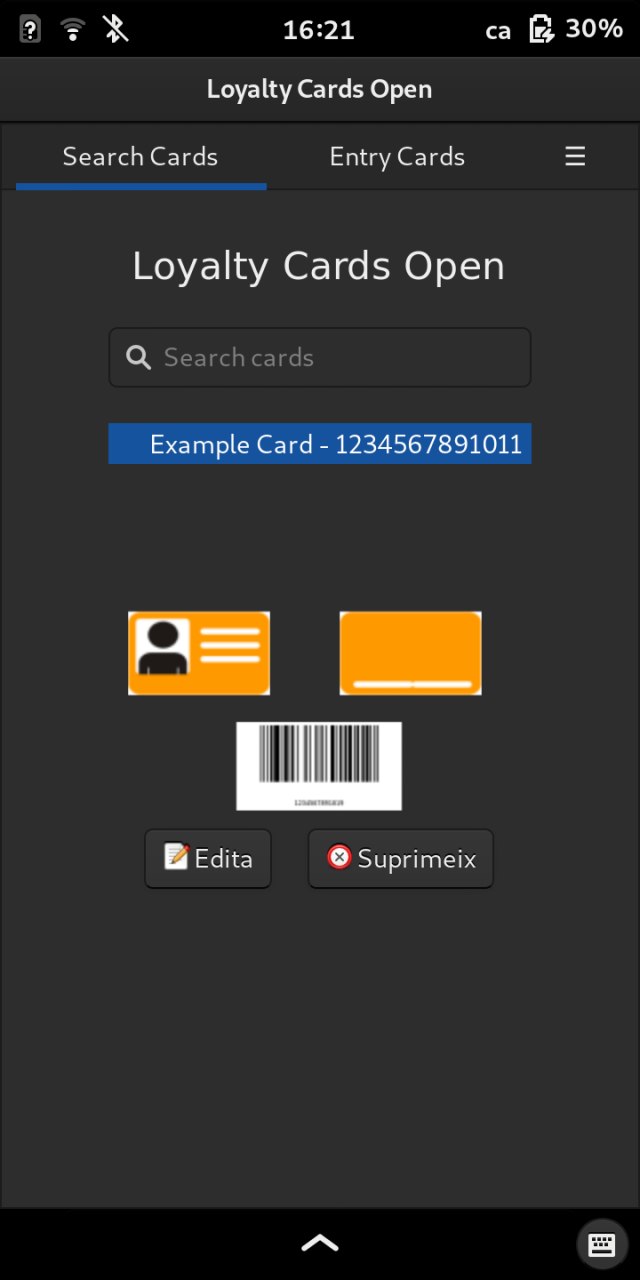 16:21 ca 30%
Loyalty Cards Open
Search Cards Entry Cards
Loyalty Cards Open
Search cards
Example Card - 1234567891011
Edita Suprimeix